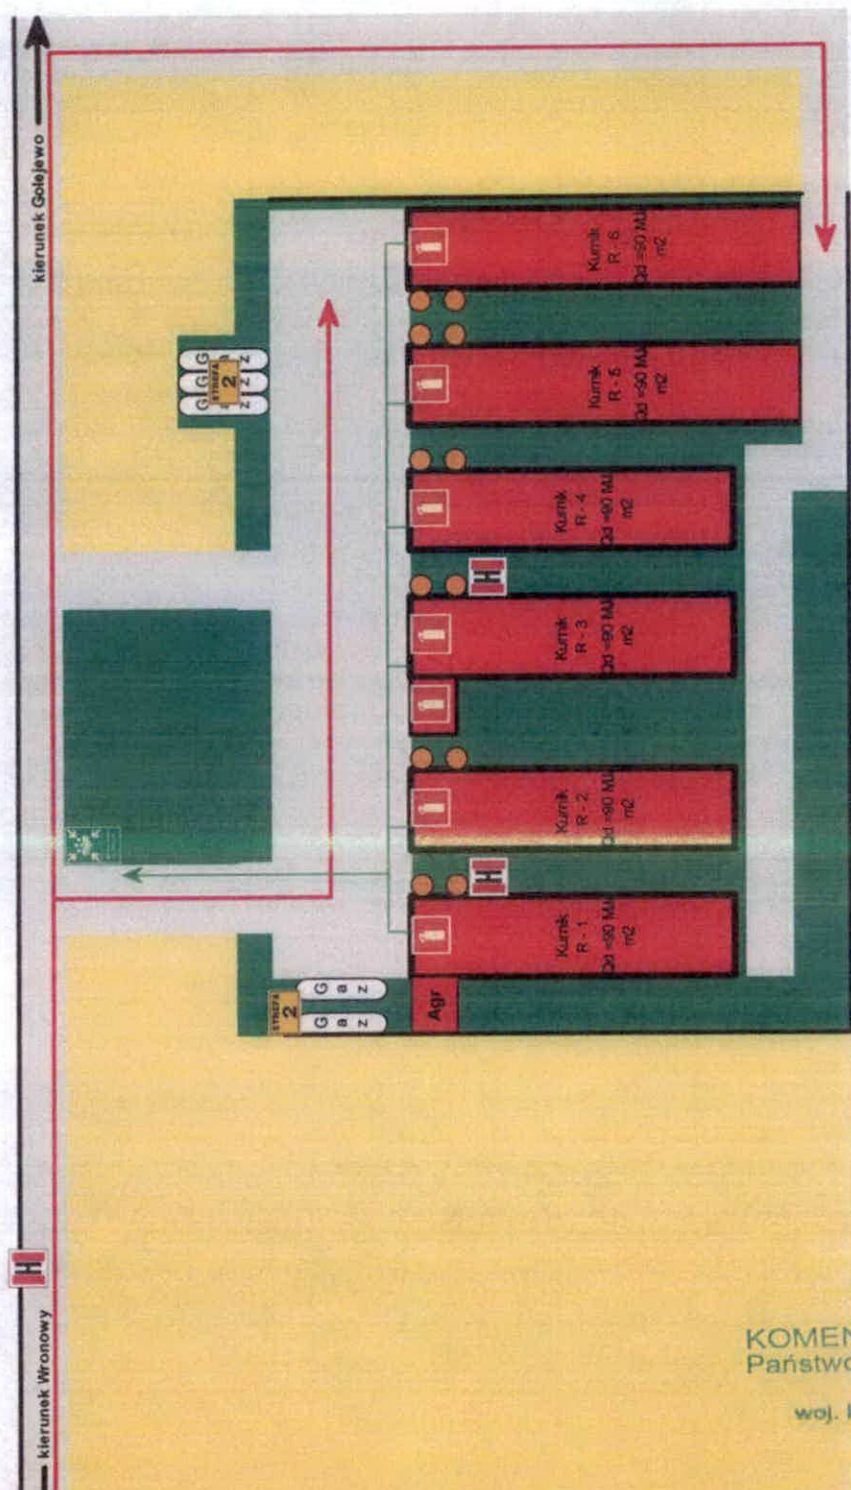 kierunek Golejewo
Kurnik
R - 6
Qd =90 MJ/
m2
G a z
G a z
G a z
STREFA
2
Kurnik
R - 5
Qd =90 MJ/
m2
Kurnik
R - 4
Qd =90 MJ/
m2
H
Kurnik
R - 3
Qd =90 MJ/
m2
Kurnik
R - 2
Qd =90 MJ/
m2
H
Kurnik
R - 1
Qd =90 MJ/
m2
STREFA
2
G a z
G a z
Agr
H
kierunek Wronowy
KOMEN
Państwo
woj.